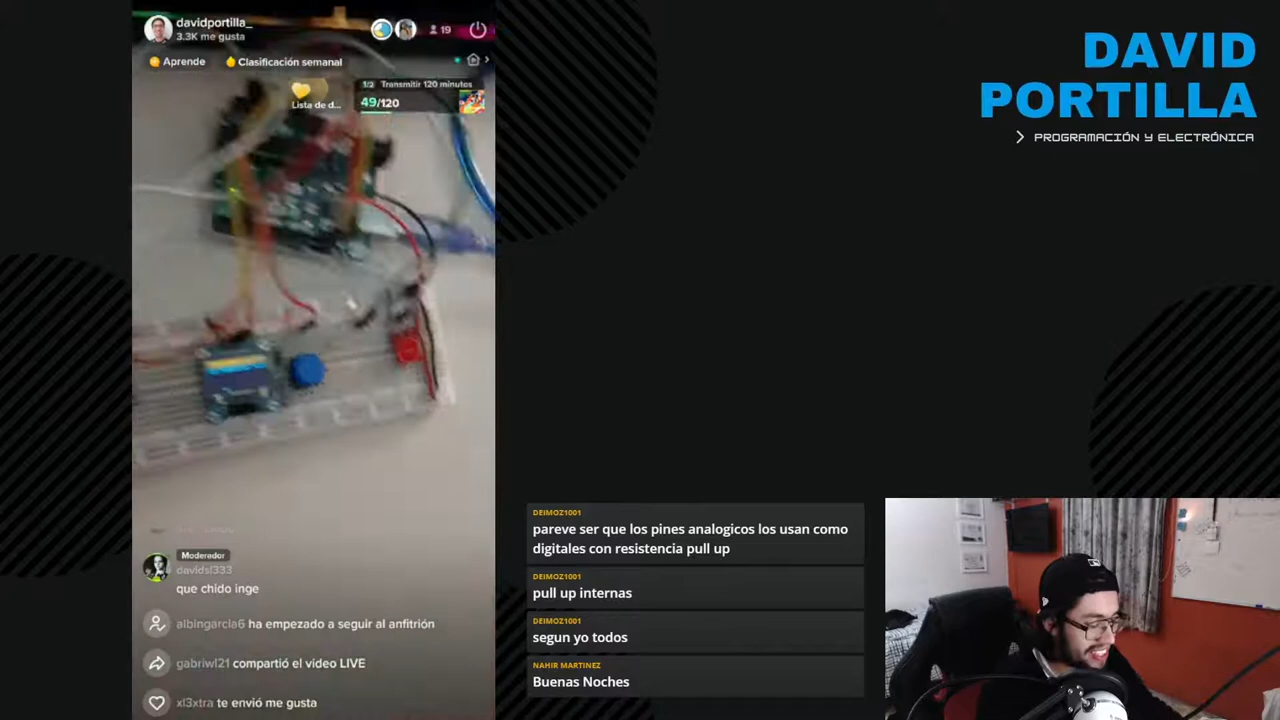 davidportilla_
3.3K me gusta
19
Aprende
Clasificación semanal
Lista de d...
1/2 Transmitir 120 minutos
49/120
Moderador
davidsl333
que chido inge
albingarcia6 ha empezado a seguir al anfitrión
gabriwl21 compartió el video LIVE
xl3xtra te envió me gusta
DAVID
PORTILLA
PROGRAMACIÓN Y ELECTRÓNICA
DEIMOZ1001
pareve ser que los pines analogicos los usan como
digitales con resistencia pull up
DEIMOZ1001
pull up internas
DEIMOZ1001
segun yo todos
NAHIR MARTINEZ
Buenas Noches